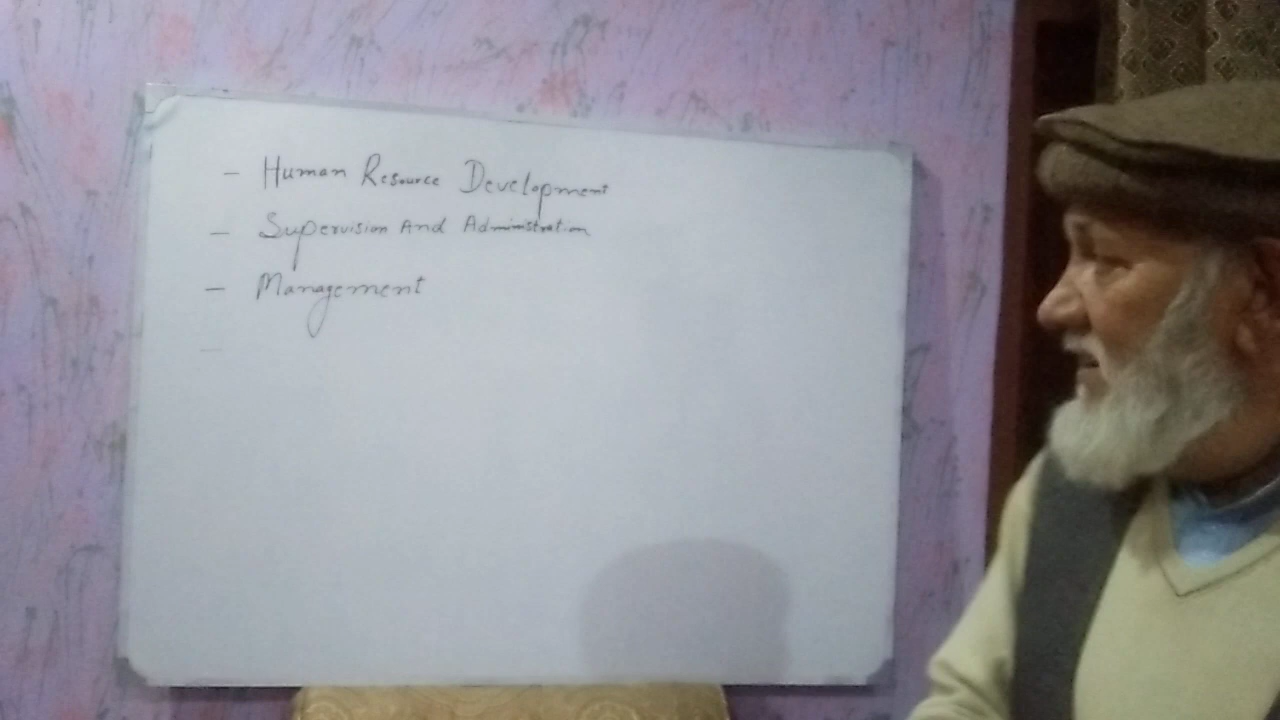 - Human Resource Development
- Supervision And Administration
- Management
-